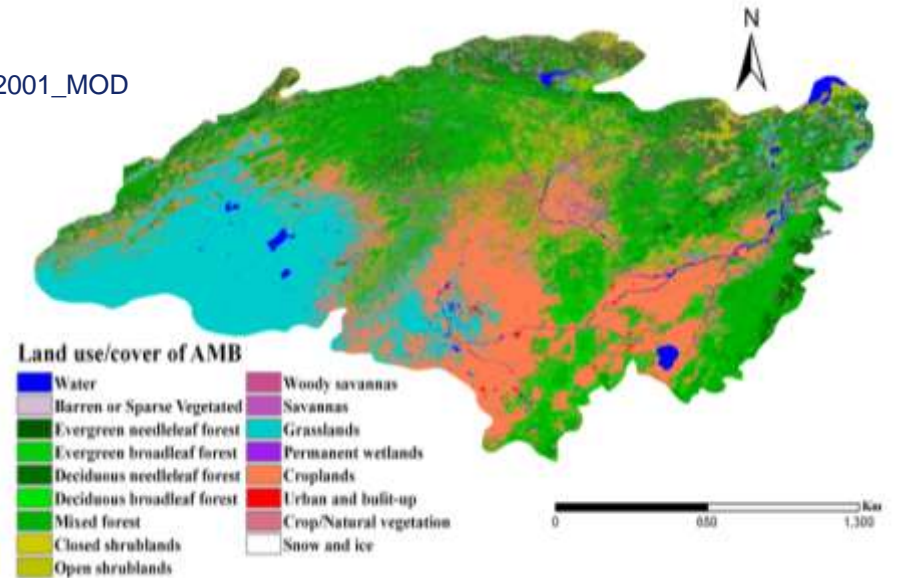 N
2001_MOD
Land use/cover of AMB
Water
Barren or Sparse Vegetated
Evergreen needleleaf forest
Evergreen broadleaf forest
Deciduous needleleaf forest
Deciduous broadleaf forest
Mixed forest
Closed shrublands
Open shrublands
Woody savannas
Savannas
Grasslands
Permanent wetlands
Croplands
Urban and bulit-up
Crop/Natural vegetation
Snow and ice
Km
0 650 1,300